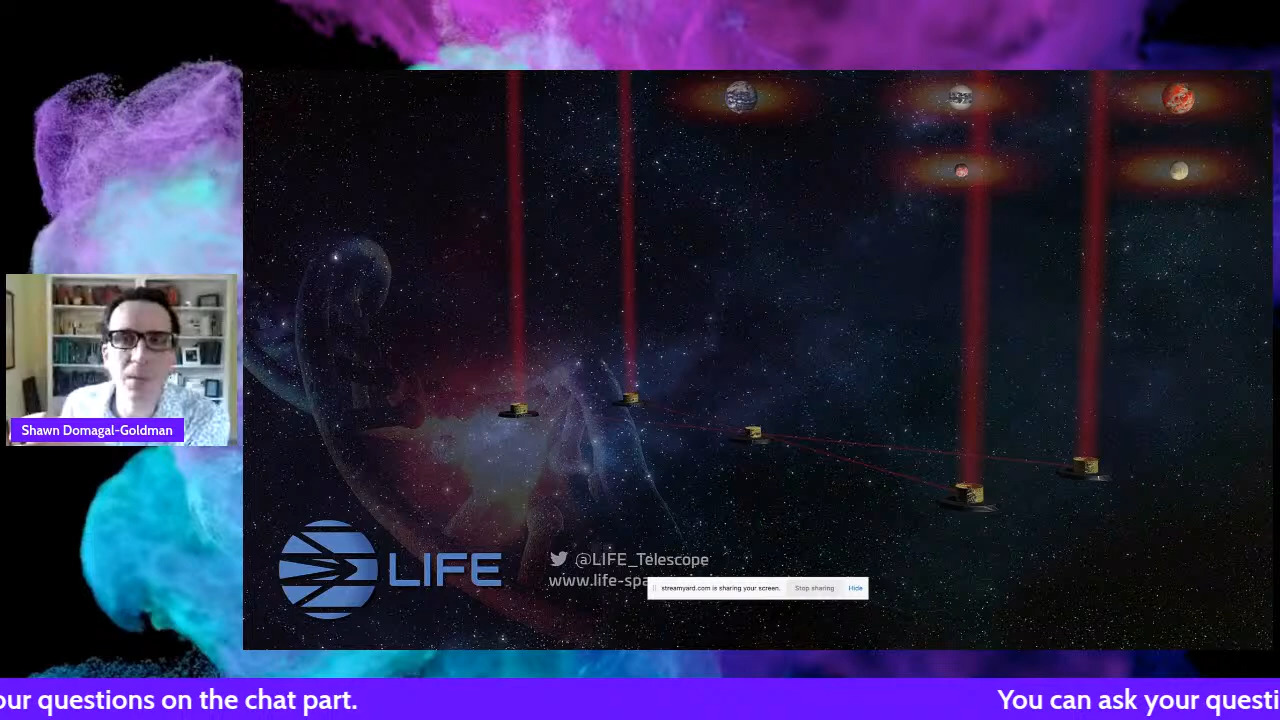 Shawn Domagal-Goldman
LIFE
@LIFE_Telescope
www.life-spa
streamyard.com is sharing your screen.
Stop sharing
Hide
our questions on the chat part.
You can ask your questi